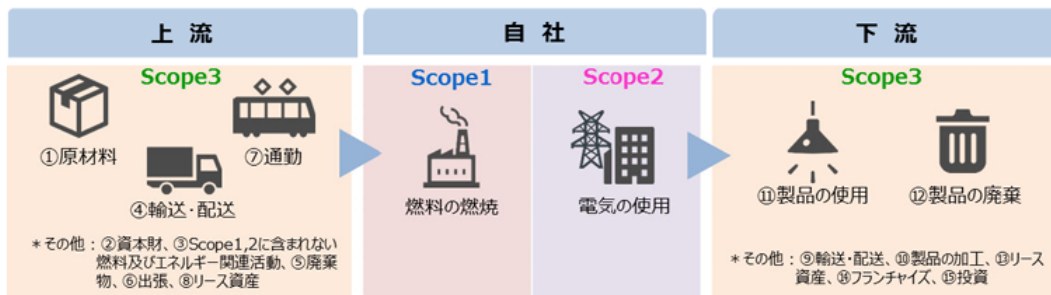 上 流
自 社
下 流
Scope3
Scope1
Scope2
Scope3
①原材料
⑦通勤
④輸送・配送
燃料の燃焼
電気の使用
⑪製品の使用
⑫製品の廃棄
＊その他：②資本財、③Scope1,2に含まれない
燃料及びエネルギー関連活動、⑤廃棄
物、⑥出張、⑧リース資産
＊その他：⑨輸送・配送、⑩製品の加工、⑬リース
資産、⑭フランチャイズ、⑮投資